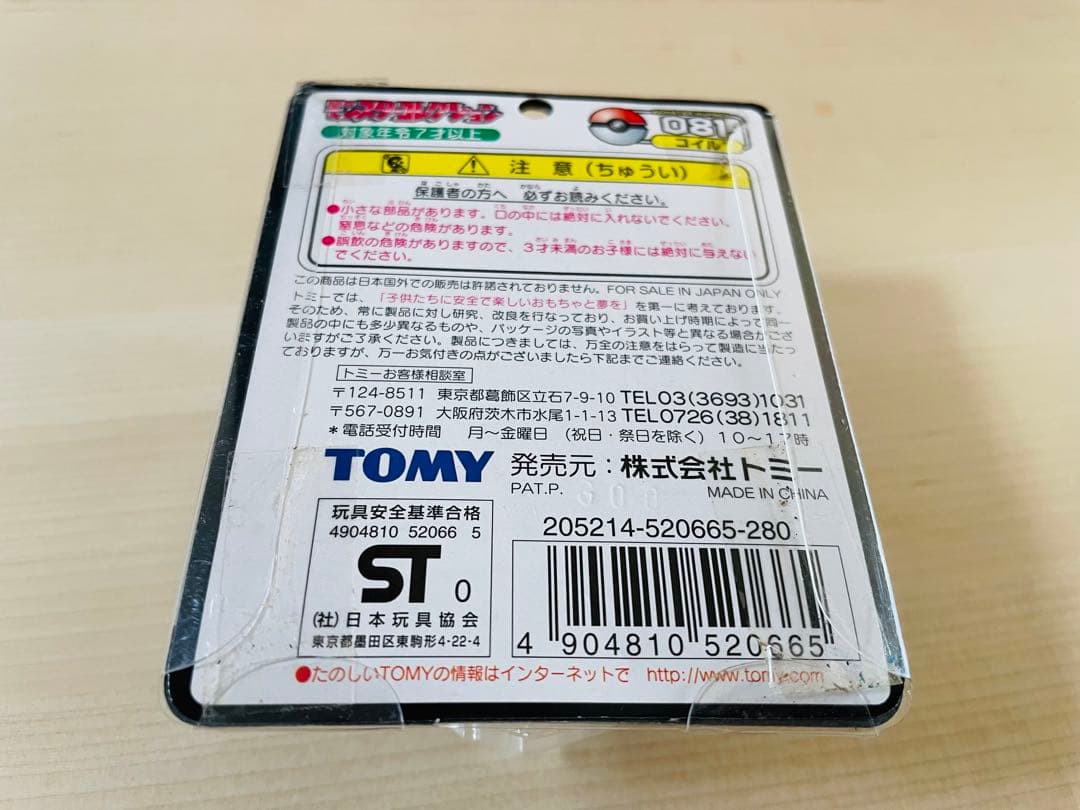 モンスターコレクション
対象年令7才以上
081
コイル
注 意 (ちゅうい)
保護者の方へ 必ずお読みください。
●小さな部品があります。口の中には絶対に入れないでください。
窒息などの危険があります。
●誤飲の危険がありますので、3才未満のお子様には絶対に与えない
でください。
この商品は日本国外での販売は許諾されておりません。FOR SALE IN JAPAN ONLY
トミーでは、「子供たちに安全で楽しいおもちゃと夢を」を第一に考えております。
そのため、常に製品に対し研究、改良を行なっており、お買い上げ時期によって同一
製品の中にも多少異なるものや、パッケージの写真やイラスト等と異なる場合がござ
いますがご了承ください。製品につきましては、万全の注意をはらって製造に当たっ
ておりますが、万一お気付きの点がございましたら下記までご連絡ください。
トミーお客様相談室
〒124-8511 東京都葛飾区立石7-9-10 TEL03(3693)1031
〒567-0891 大阪府茨木市水尾1-1-13 TEL0726(38)1811
*電話受付時間 月~金曜日 (祝日・祭日を除く) 10~17時
TOMY 発売元:株式会社トミー
PAT.P.
MADE IN CHINA
玩具安全基準合格
4904810 52066 5
ST 0
(社)日本玩具協会
東京都墨田区東駒形4-22-4
205214-520665-280
4 904810 520665
●たのしいTOMYの情報はインターネットで http://www.tomy.com